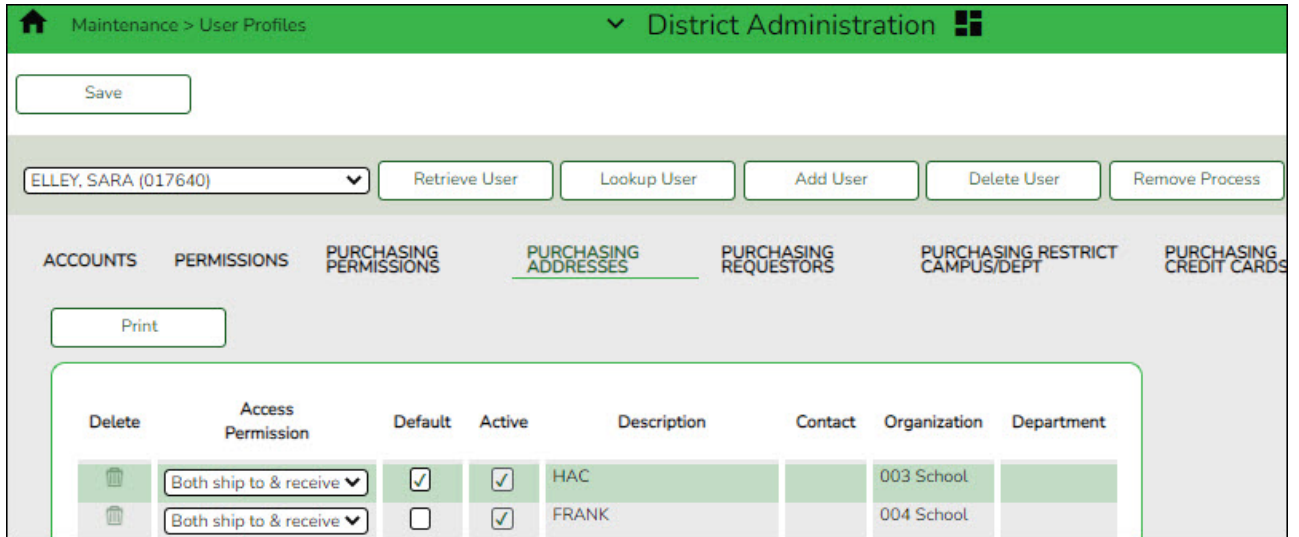 Maintenance > User Profiles District Administration
Save
ELLEY, SARA (017640) Retrieve User Lookup User Add User Delete User Remove Process
ACCOUNTS PERMISSIONS PURCHASING PERMISSIONS PURCHASING ADDRESSES PURCHASING REQUESTORS PURCHASING RESTRICT CAMPUS/DEPT PURCHASING CREDIT CARDS
Print
Delete Access Permission Default Active Description Contact Organization Department
Both ship to & receive HAC 003 School
Both ship to & receive FRANK 004 School